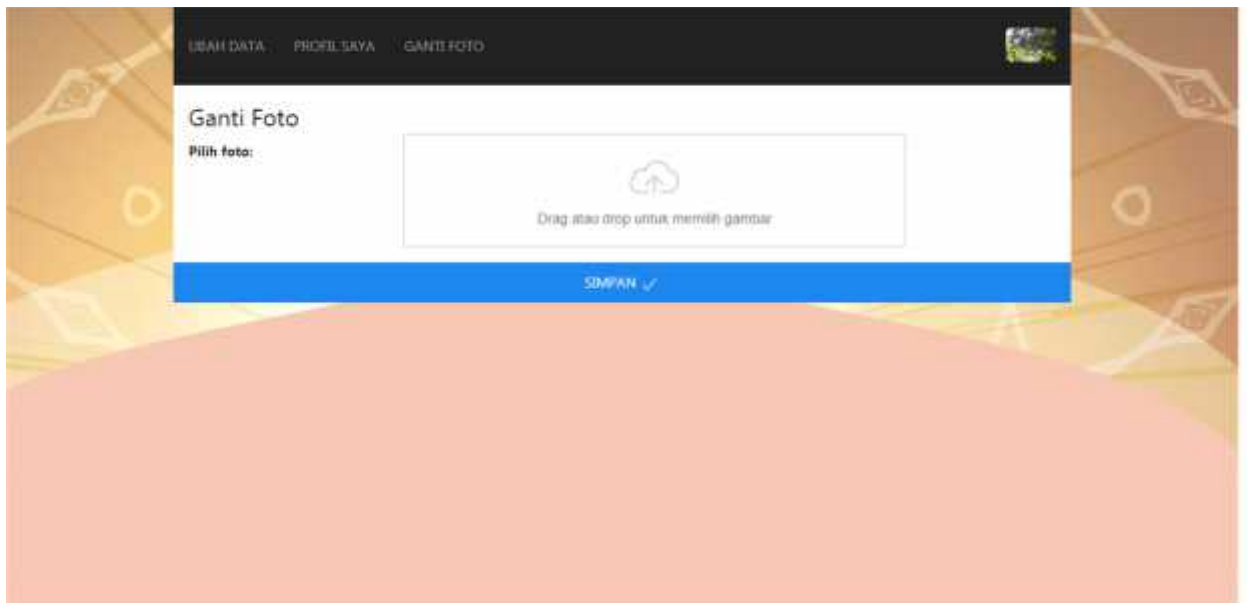 UBAH DATA PROFIL SAYA GANTI FOTO
Ganti Foto
Pilih foto:
Drag atau drop untuk memilih gambar
SIMPAN